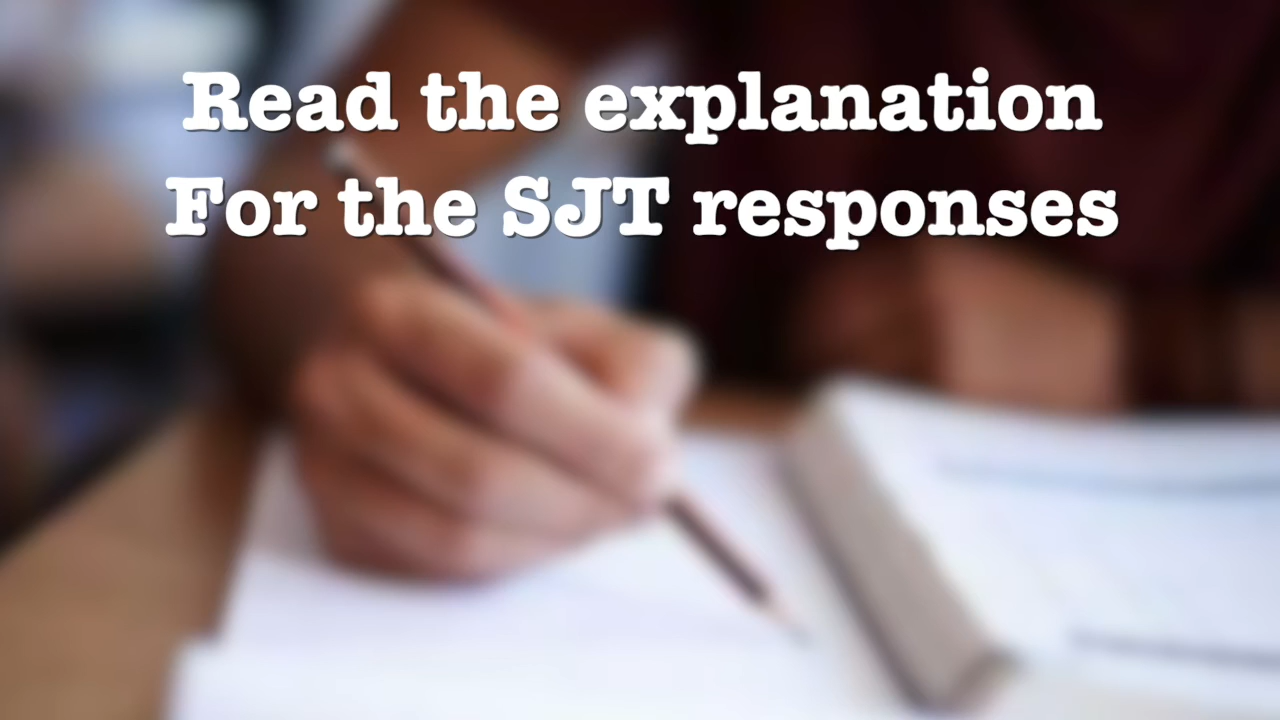 Read the explanation
For the SJT responses